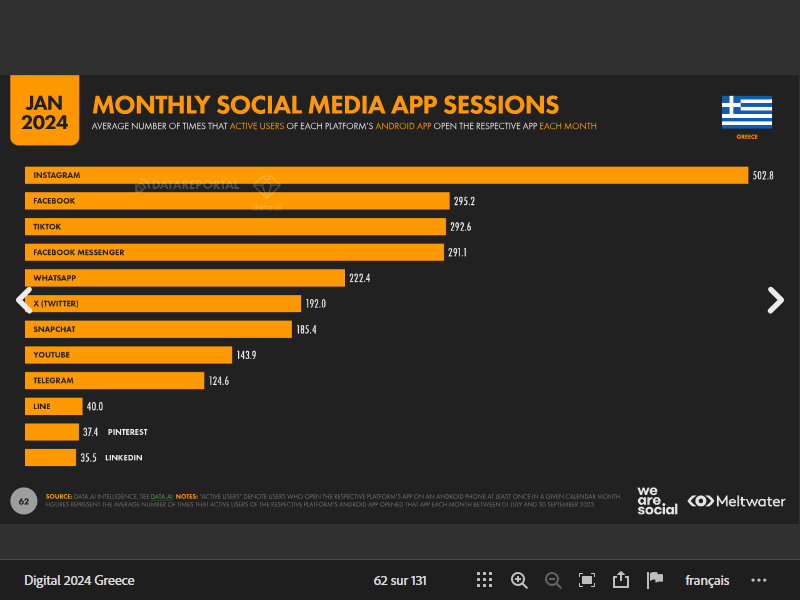 JAN
2024
MONTHLY SOCIAL MEDIA APP SESSIONS
AVERAGE NUMBER OF TIMES THAT ACTIVE USERS OF EACH PLATFORM'S ANDROID APP OPEN THE RESPECTIVE APP EACH MONTH
GREECE
INSTAGRAM 502.8
DATAREPORTAL
data.ai
FACEBOOK 295.2
TIKTOK 292.6
FACEBOOK MESSENGER 291.1
WHATSAPP 222.4
X (TWITTER) 192.0
SNAPCHAT 185.4
YOUTUBE 143.9
TELEGRAM 124.6
LINE 40.0
37.4 PINTEREST
35.5 LINKEDIN
62
SOURCE: DATA.AI INTELLIGENCE. SEE DATA.AI. NOTES: "ACTIVE USERS" DENOTE USERS WHO OPEN THE RESPECTIVE PLATFORM'S APP ON AN ANDROID PHONE AT LEAST ONCE IN A GIVEN CALENDAR MONTH.
FIGURES REPRESENT THE AVERAGE NUMBER OF TIMES THAT ACTIVE USERS OF THE RESPECTIVE PLATFORM'S ANDROID APP OPENED THAT APP EACH MONTH BETWEEN 01 JULY AND 30 SEPTEMBER 2023.
we
are
social
Meltwater
Digital 2024 Greece
62 sur 131
français